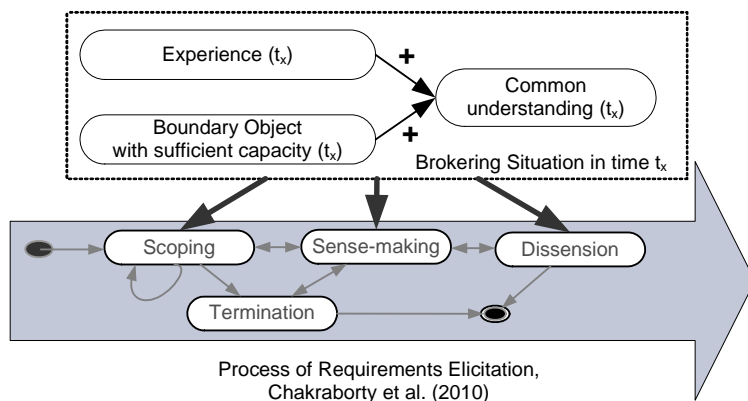 Experience (tx)
+
Common
understanding (tx)
Boundary Object
with sufficient capacity (tx)
+
Brokering Situation in time tx
Scoping
Sense-making
Dissension
Termination
Process of Requirements Elicitation,
Chakraborty et al. (2010)